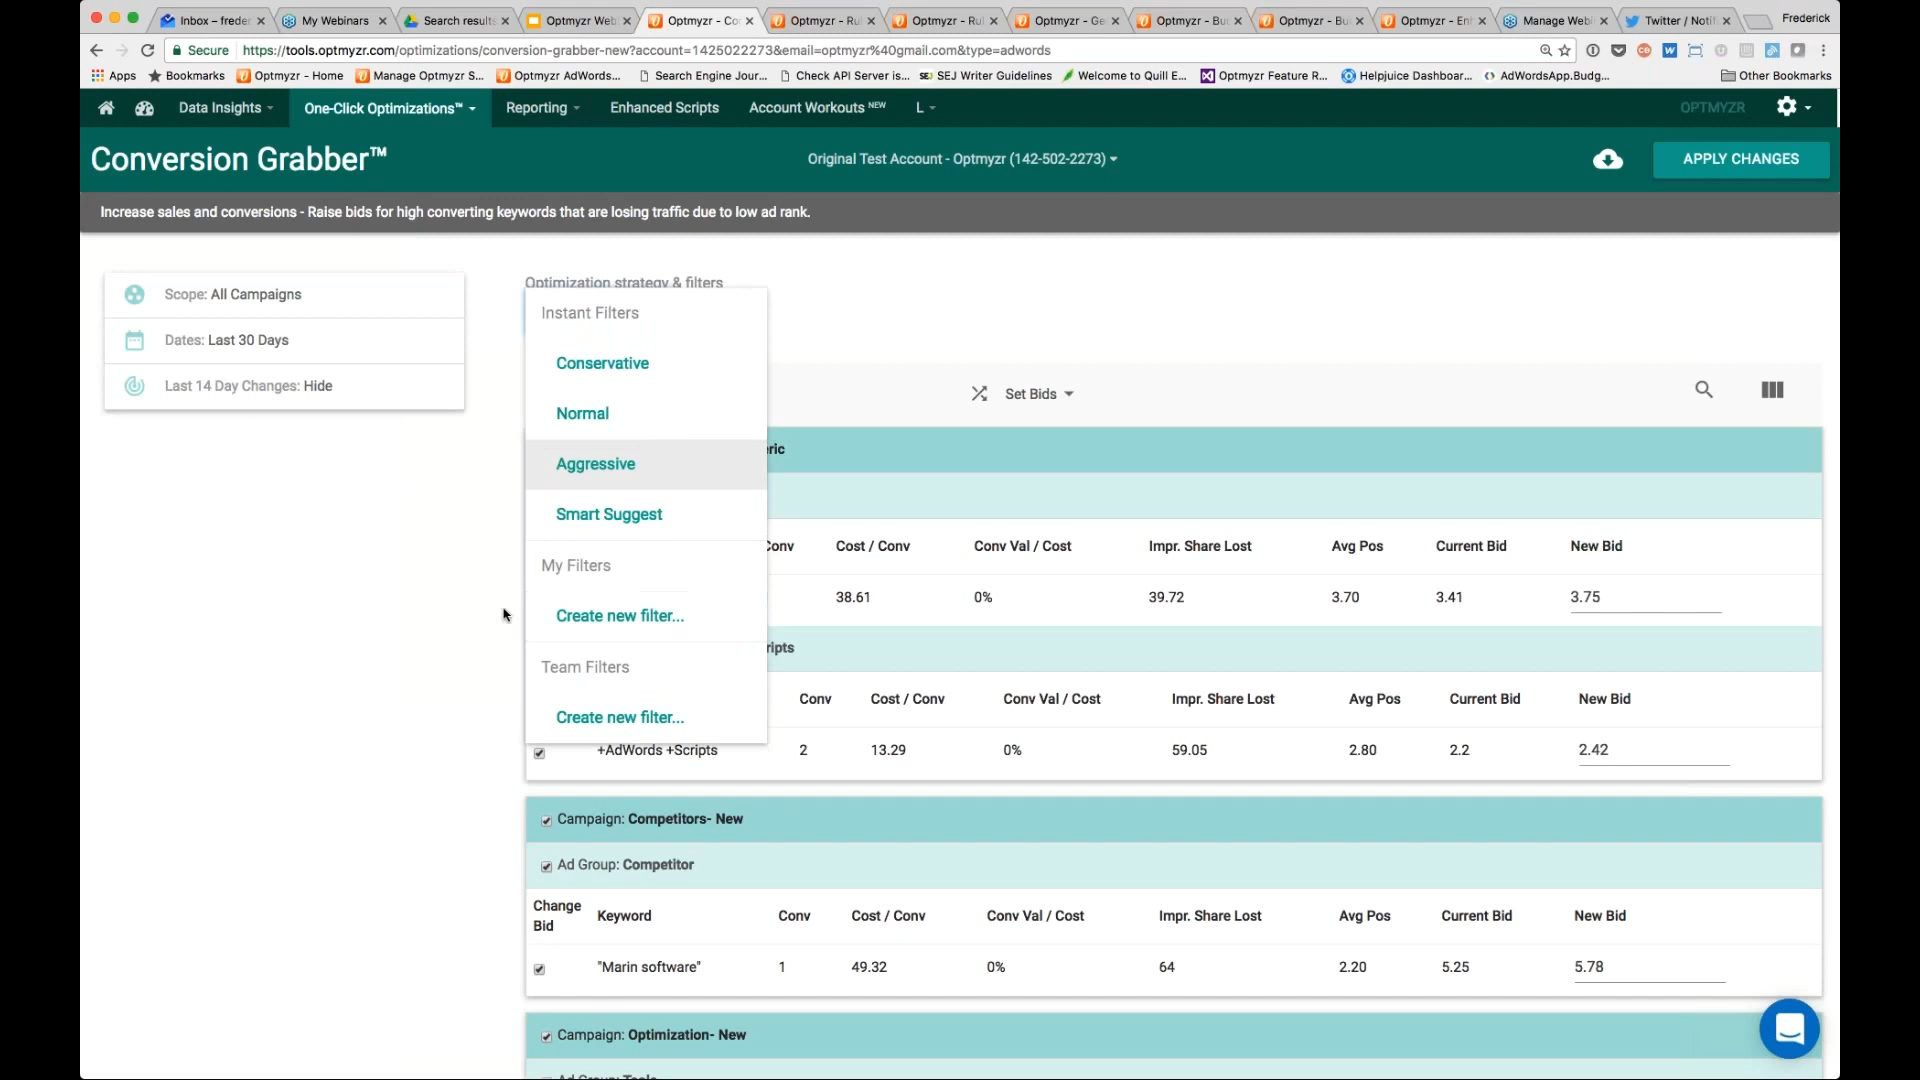 Inbox – freder
My Webinars
Search results
Optmyzr Web
Optmyzr - Co
Optmyzr - Rul
Optmyzr - Rul
Optmyzr - Ge
Optmyzr - Bu
Optmyzr - Bu
Optmyzr - Enh
Manage Webi
Twitter / Notif
Frederick
Secure https://tools.optmyzr.com/optimizations/conversion-grabber-new?account=1425022273&email=optmyzr%40gmail.com&type=adwords
Apps Bookmarks Optmyzr - Home Manage Optmyzr S... Optmyzr AdWords... Search Engine Jour... Check API Server is... SEJ SEJ Writer Guidelines Welcome to Quill E... Optmyzr Feature R... Helpjuice Dashboar... AdWordsApp.Budg... Other Bookmarks
Data Insights One-Click Optimizations™ Reporting Enhanced Scripts Account Workouts NEW L OPTMYZR
Conversion Grabber™ Original Test Account - Optmyzr (142-502-2273) APPLY CHANGES
Increase sales and conversions - Raise bids for high converting keywords that are losing traffic due to low ad rank.
Scope: All Campaigns
Dates: Last 30 Days
Last 14 Day Changes: Hide
Optimization strategy & filters
Instant Filters
Conservative
Normal
Aggressive
Smart Suggest
My Filters
Create new filter...
Team Filters
Create new filter...
Set Bids
ric
Conv Cost / Conv Conv Val / Cost Impr. Share Lost Avg Pos Current Bid New Bid
38.61 0% 39.72 3.70 3.41 3.75
ripts
Conv Cost / Conv Conv Val / Cost Impr. Share Lost Avg Pos Current Bid New Bid
+AdWords +Scripts 2 13.29 0% 59.05 2.80 2.2 2.42
Campaign: Competitors- New
Ad Group: Competitor
Change Bid Keyword Conv Cost / Conv Conv Val / Cost Impr. Share Lost Avg Pos Current Bid New Bid
"Marin software" 1 49.32 0% 64 2.20 5.25 5.78
Campaign: Optimization- New
Ad Group: Tools